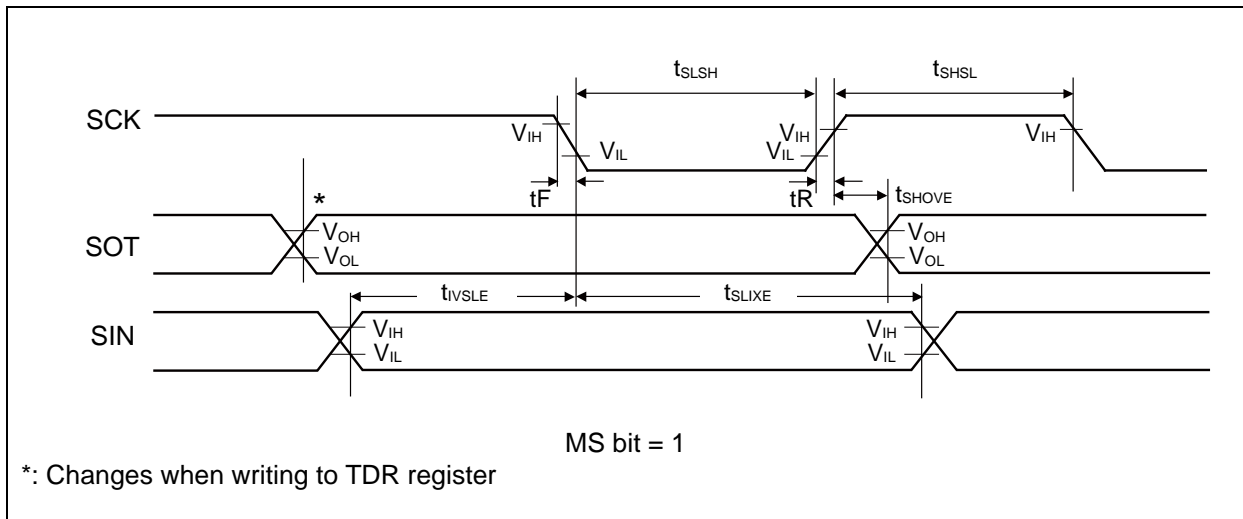 tSLSH
tSHSL
SCK
VIH
VIL
VIL
VIH
VIH
tF
tR
tSHOVE
*
SOT
VOH
VOL
VOH
VOL
tIVSLE
tSLIXE
SIN
VIH
VIL
VIH
VIL
MS bit = 1
*: Changes when writing to TDR register